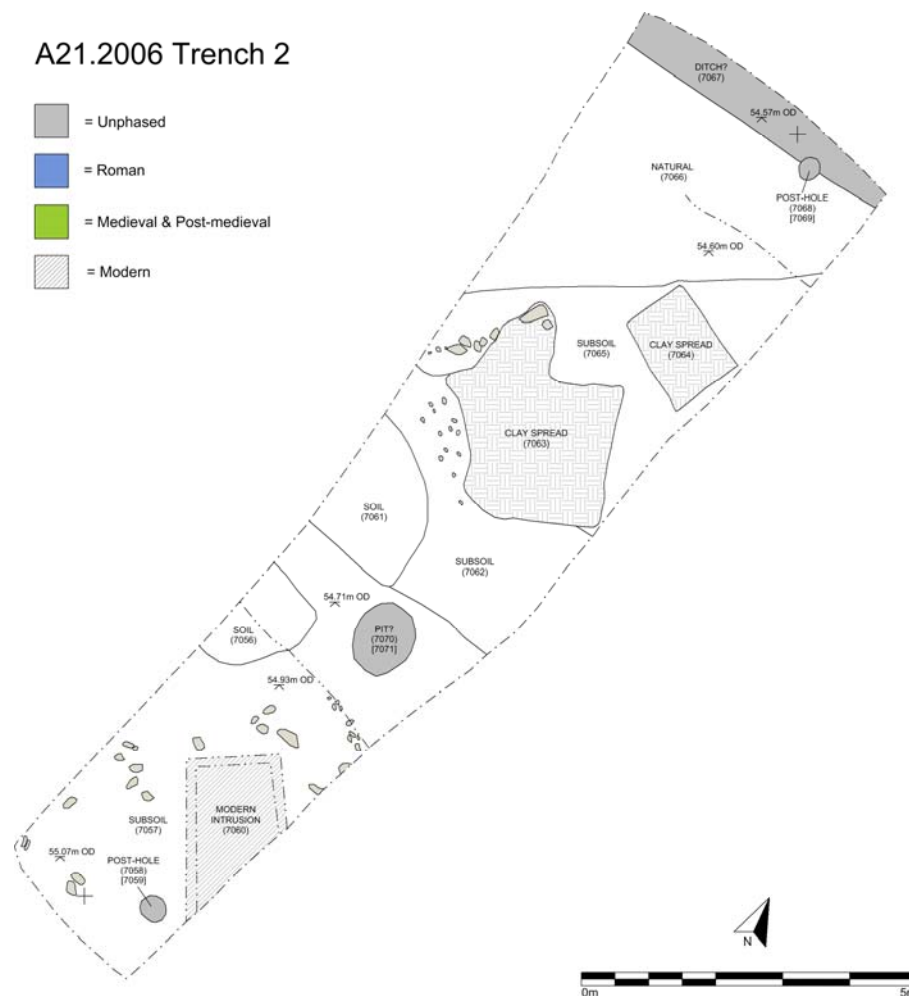 A21.2006 Trench 2
= Unphased
= Roman
= Medieval & Post-medieval
= Modern
DITCH?
(7067)
54.57m OD
NATURAL
(7066)
POST-HOLE
(7068)
[7069]
54.60m OD
SUBSOIL
(7065)
CLAY SPREAD
(7064)
CLAY SPREAD
(7063)
SOIL
(7061)
SUBSOIL
(7062)
54.71m OD
PIT?
(7070)
[7071]
SOIL
(7056)
54.93m OD
MODERN
INTRUSION
(7060)
SUBSOIL
(7057)
55.07m OD
POST-HOLE
(7058)
[7059]
N
0m